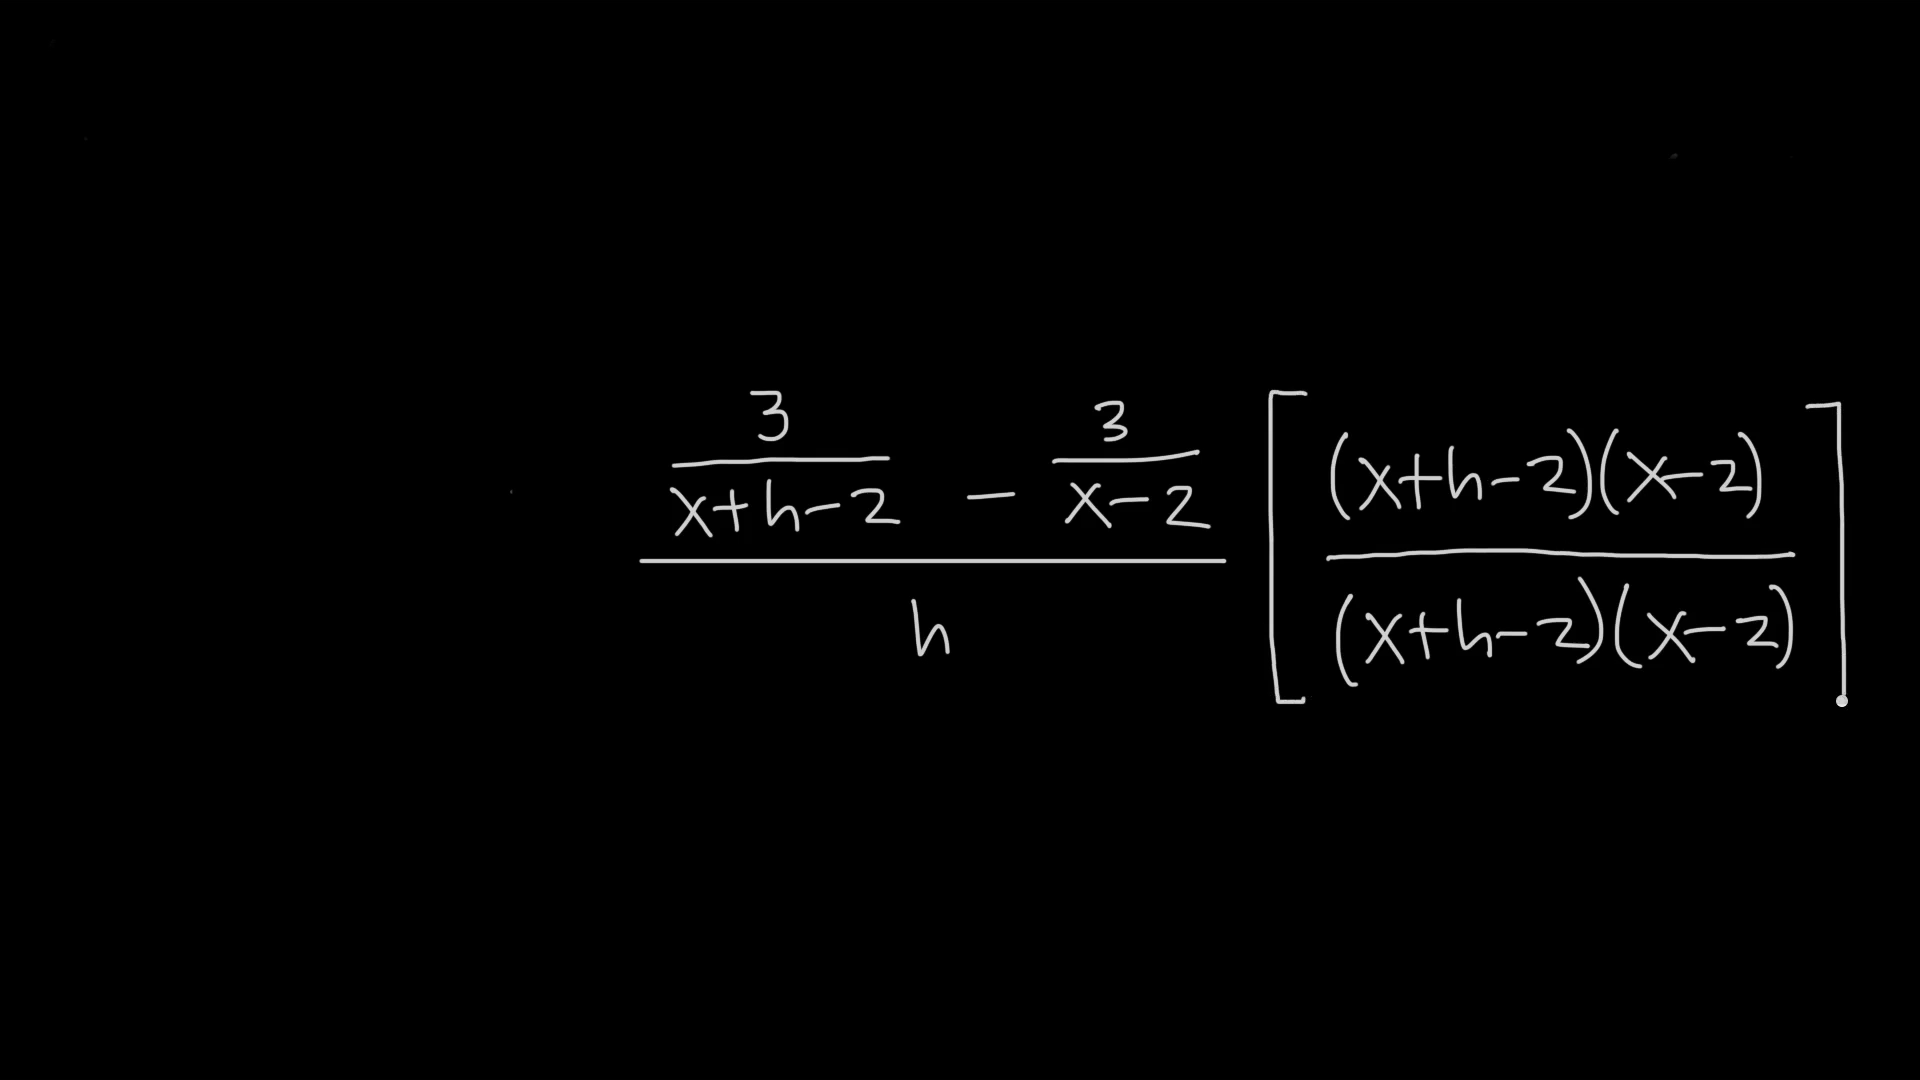 3 3 (x+h-2)(x-2)
x+h-2 - x-2
h (x+h-2)(x-2)